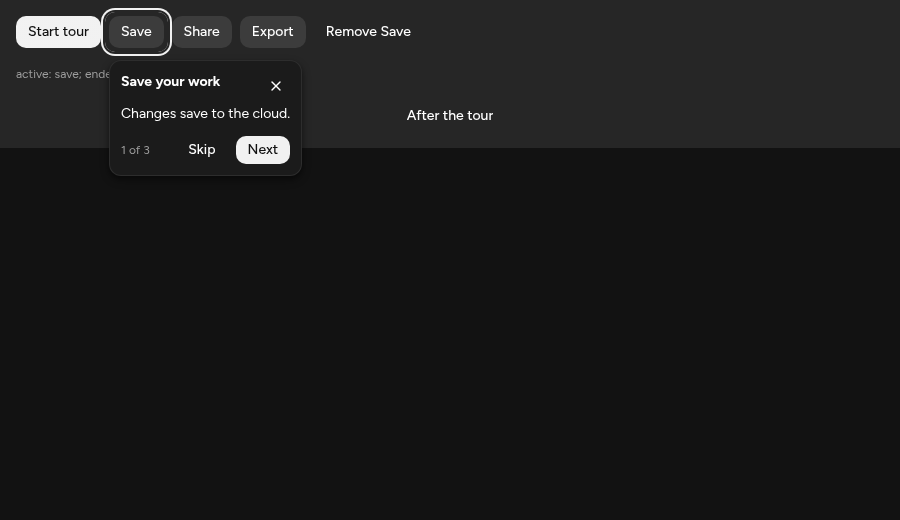 Start tour Save Share Export Remove Save
active: save;
Save your work
Changes save to the cloud.
After the tour
1 of 3 Skip Next